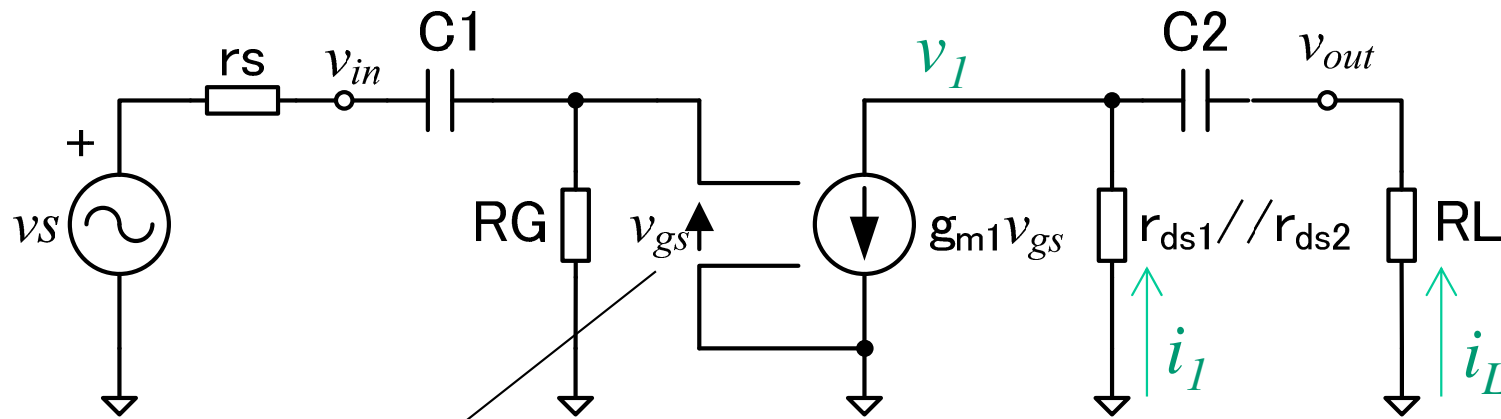 C1
C2
rs
v_in
v_1
v_out
+
vs
RG
v_gs
g_m1 v_gs
r_ds1//r_ds2
RL
i_1
i_L